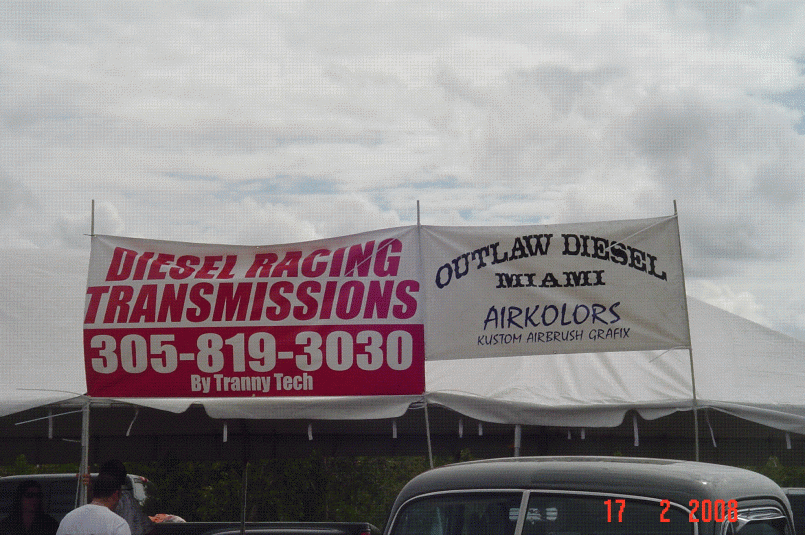 DIESEL RACING
TRANSMISSIONS
305-819-3030
By Tranny Tech
OUTLAW DIESEL
MIAMI
AIRKOLORS
KUSTOM AIRBRUSH GRAFIX
17 2 2008